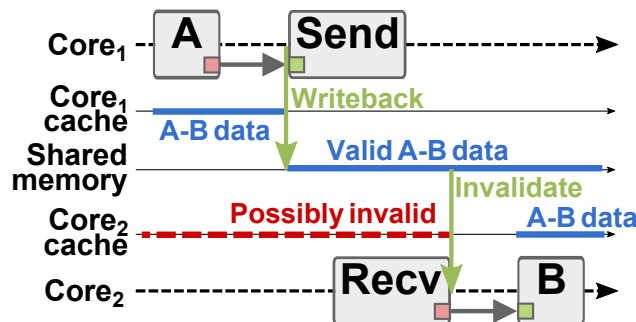 A
Send
Core1
Core1
cache
Writeback
A-B data
Shared
memory
Valid A-B data
Invalidate
Core2
cache
Possibly invalid
A-B data
Core2
Recv
B